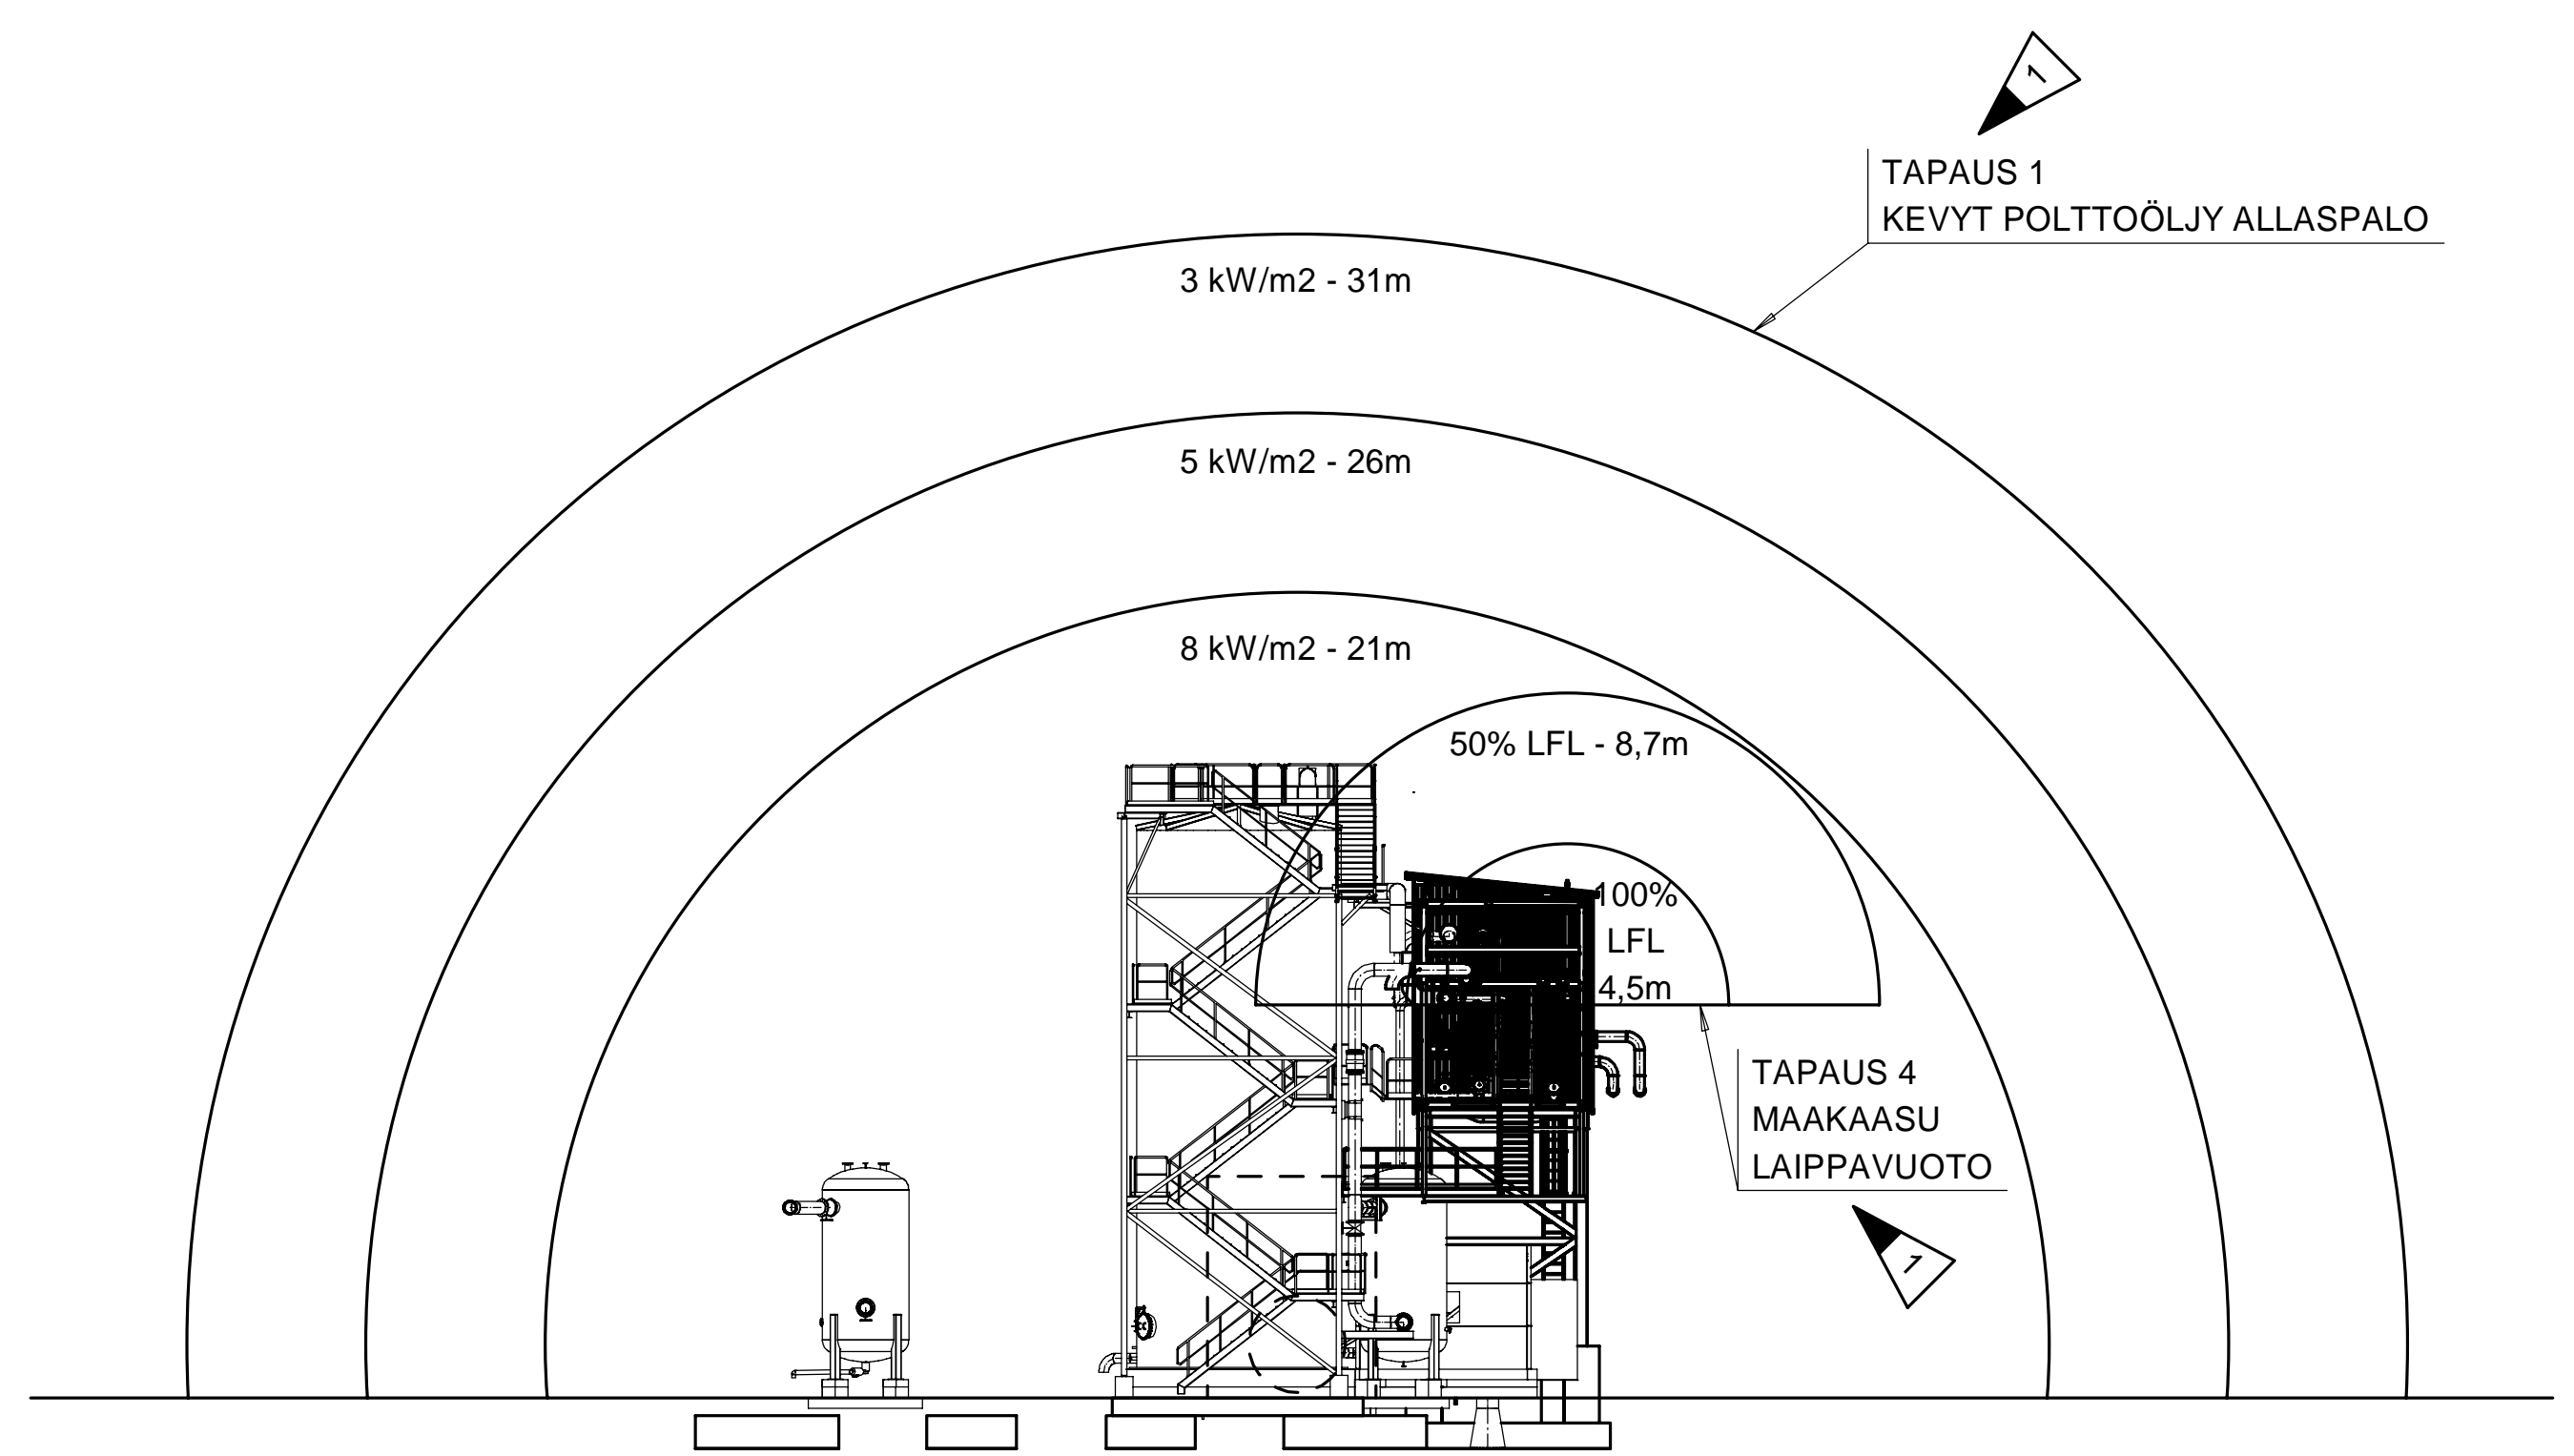 1
TAPAUS 1
KEVYT POLTTOÖLJY ALLASPALO
3 kW/m2 - 31m
5 kW/m2 - 26m
8 kW/m2 - 21m
50% LFL - 8,7m
100%
LFL
4,5m
TAPAUS 4
MAAKAASU
LAIPPAVUOTO
1